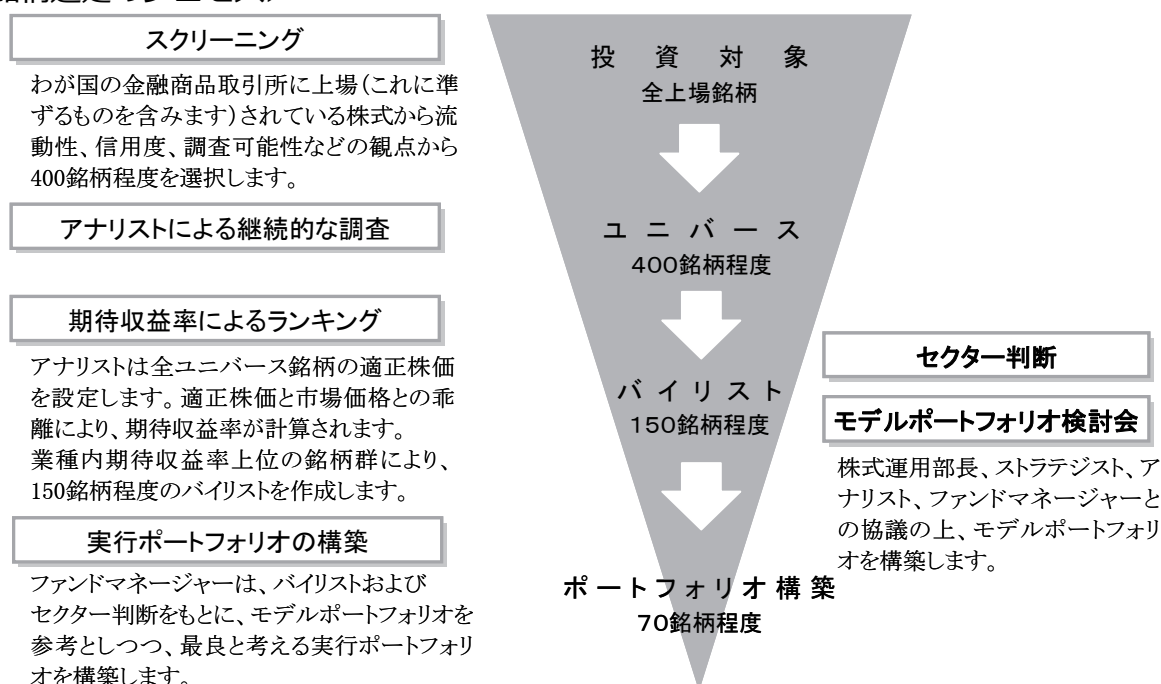 スクリーニング
わが国の金融商品取引所に上場(これに準
ずるものを含みます)されている株式から流
動性、信用度、調査可能性などの観点から
400銘柄程度を選択します。
アナリストによる継続的な調査
期待収益率によるランキング
アナリストは全ユニバース銘柄の適正株価
を設定します。適正株価と市場価格との乖
離により、期待収益率が計算されます。
業種内期待収益率上位の銘柄群により、
150銘柄程度のバイリストを作成します。
実行ポートフォリオの構築
ファンドマネージャーは、バイリストおよび
セクター判断をもとに、モデルポートフォリオを
参考としつつ、最良と考える実行ポートフォリ
オを構築します。
投資対象
全上場銘柄
ユニバース
400銘柄程度
バイリスト
150銘柄程度
ポートフォリオ構築
70銘柄程度
セクター判断
モデルポートフォリオ検討会
株式運用部長、ストラテジスト、ア
ナリスト、ファンドマネージャーと
の協議の上、モデルポートフォリ
オを構築します。